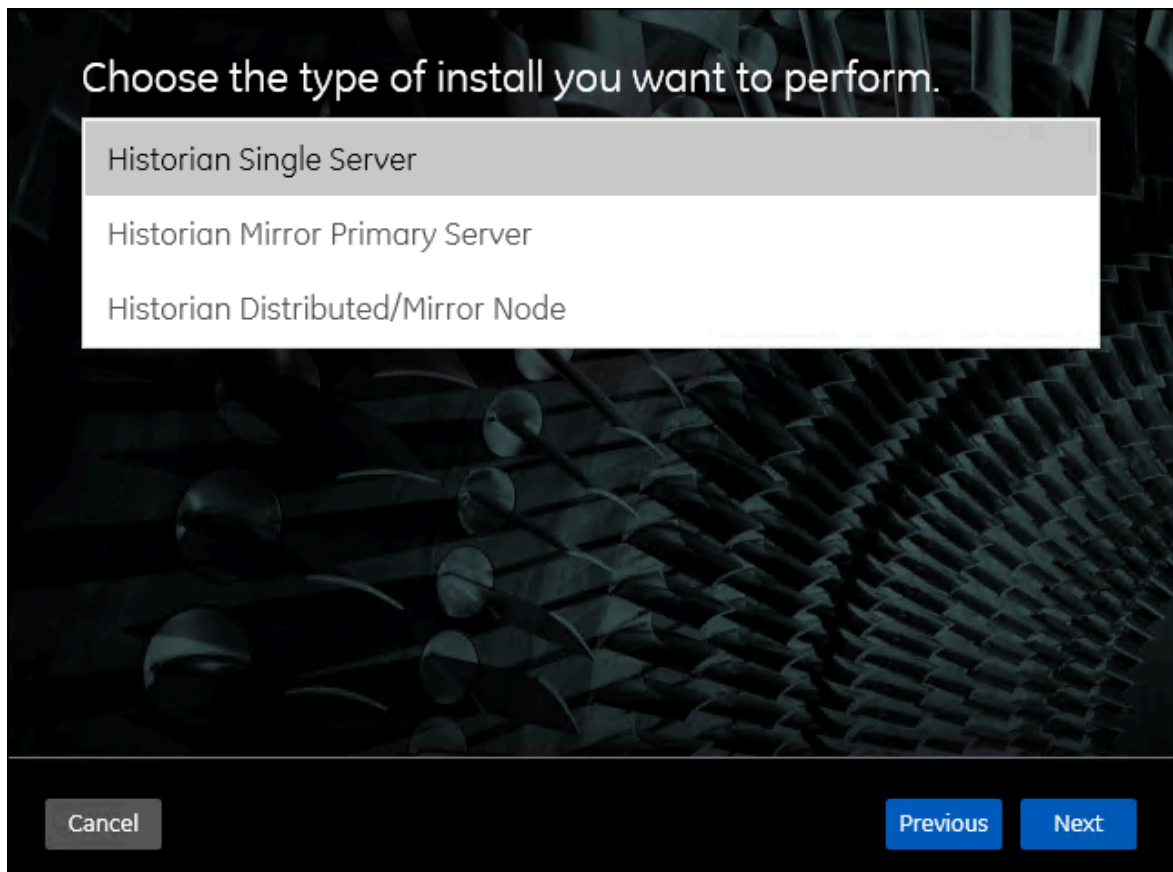 Choose the type of install you want to perform.
Historian Single Server
Historian Mirror Primary Server
Historian Distributed/Mirror Node
Cancel
Previous
Next